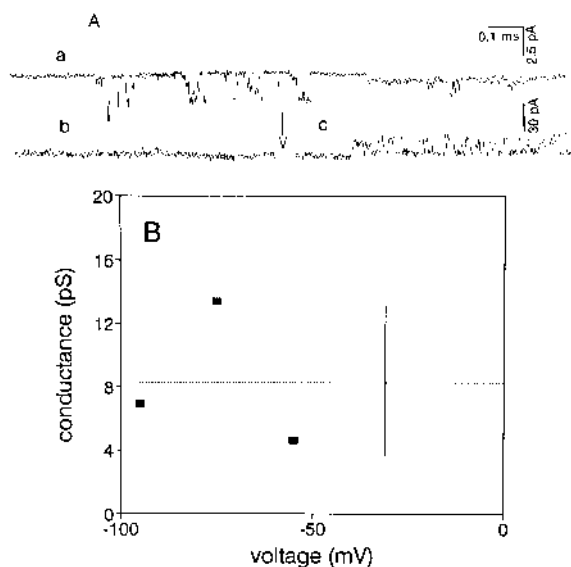 A
0.1 ms
2.5 pA
a
b
c
30 pA
B
20
16
12
8
4
0
conductance (pS)
-100
-50
0
voltage (mV)